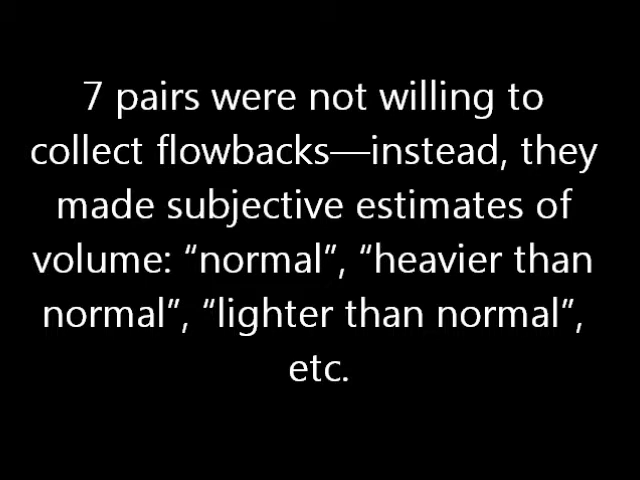 7 pairs were not willing to
collect flowbacks—instead, they
made subjective estimates of
volume: “normal”, “heavier than
normal”, “lighter than normal”,
etc.